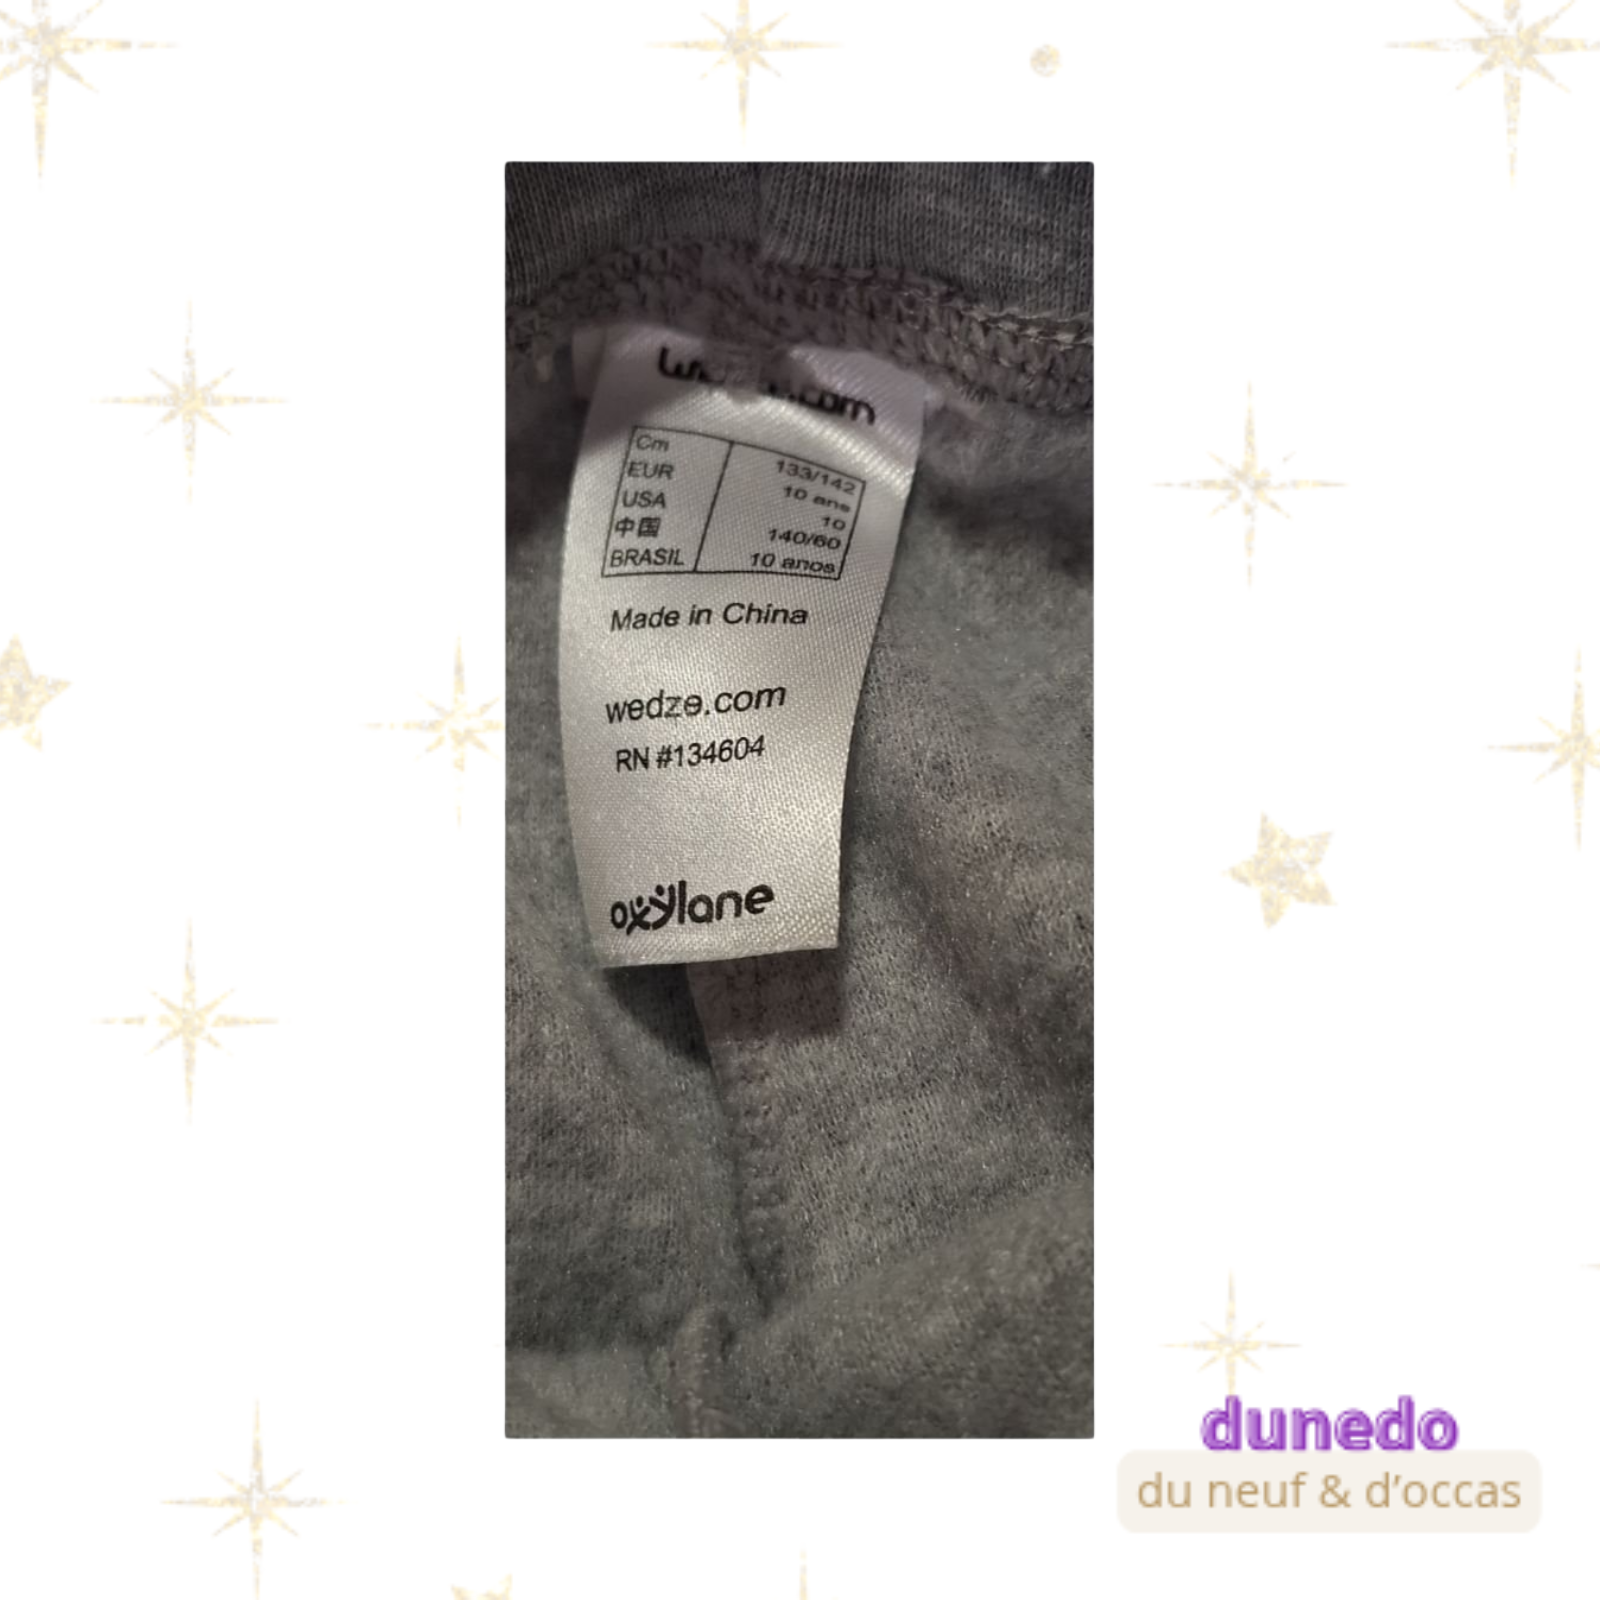 Cm 133/142
EUR 10 ans
USA 10
中国 140/60
BRASIL 10 anos
Made in China
wedze.com
RN #134604
oxylane
dunedo
du neuf & d’occas